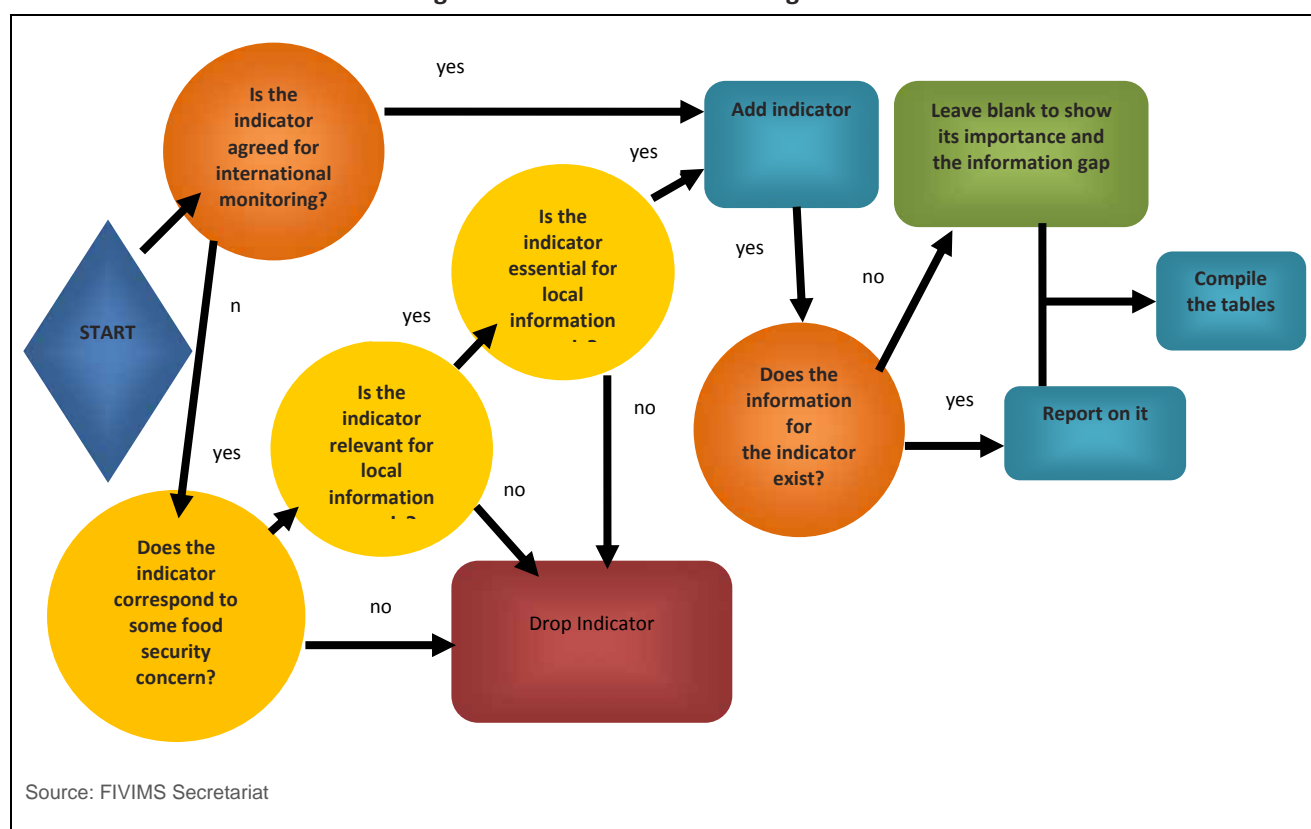 yes
Is the
indicator
agreed for
international
monitoring?
Add indicator
Leave blank to show
its importance and
the information gap
yes
Is the
indicator
essential for
local
information
yes
no
Compile
the tables
n
yes
START
Is the
indicator
relevant for
local
information
no
Does the
information
for
the indicator
exist?
yes
Report on it
yes
no
Does the
indicator
correspond to
some food
security
concern?
no
Drop Indicator
Source: FIVIMS Secretariat